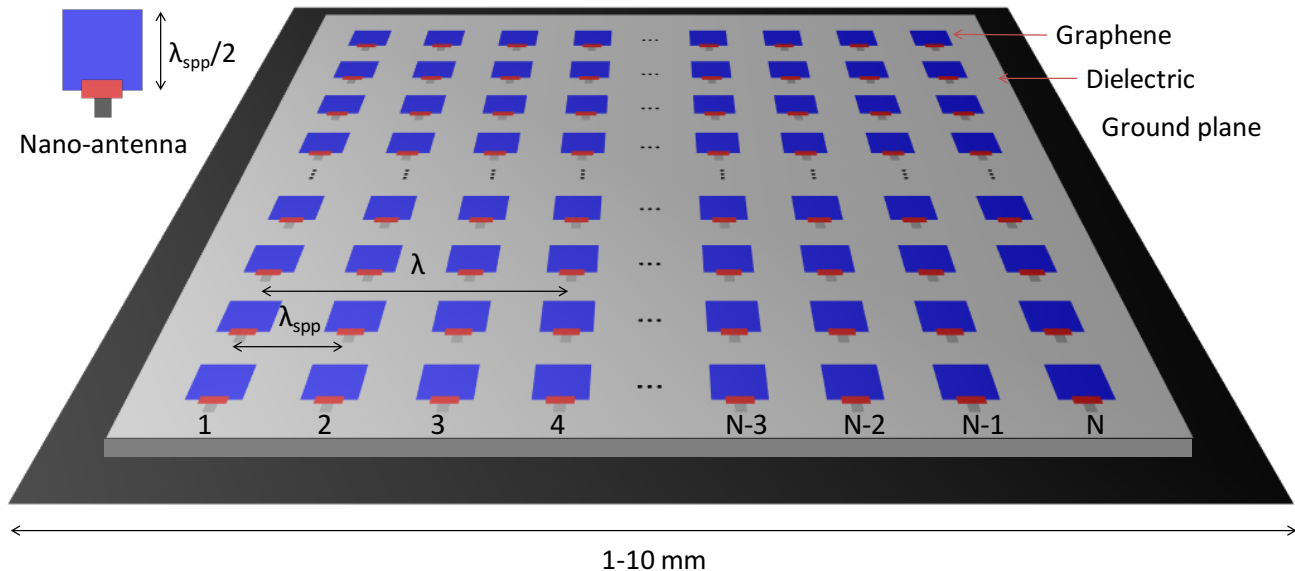 λspp/2
Nano-antenna
Graphene
Dielectric
Ground plane
...
...
...
...
... ... ... ... ... ... ... ...
...
λ
...
λspp
...
...
1 2 3 4 N-3 N-2 N-1 N
1-10 mm